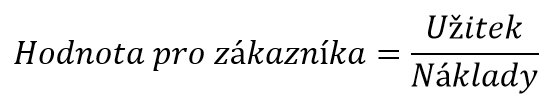 Hodnota pro zákazníka = Užitek / Náklady